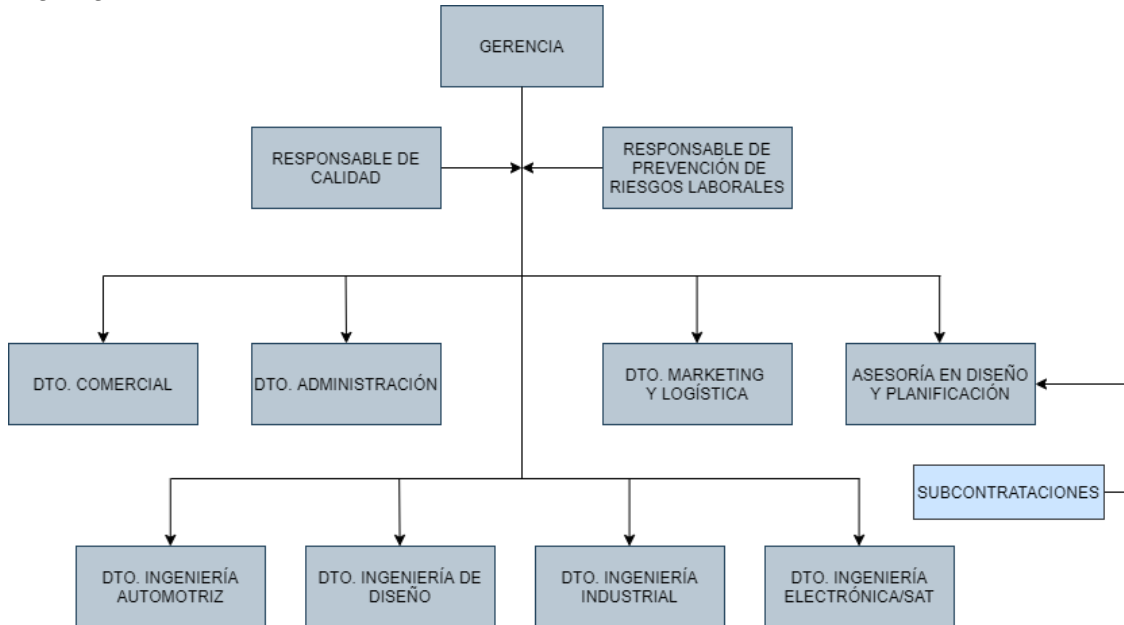 GERENCIA
RESPONSABLE DE
CALIDAD
RESPONSABLE DE
PREVENCIÓN DE
RIESGOS LABORALES
DTO. COMERCIAL
DTO. ADMINISTRACIÓN
DTO. MARKETING
Y LOGÍSTICA
ASESORÍA EN DISEÑO
Y PLANIFICACIÓN
SUBCONTRATACIONES
DTO. INGENIERÍA
AUTOMOTRIZ
DTO. INGENIERÍA DE
DISEÑO
DTO. INGENIERÍA
INDUSTRIAL
DTO. INGENIERÍA
ELECTRÓNICA/SAT